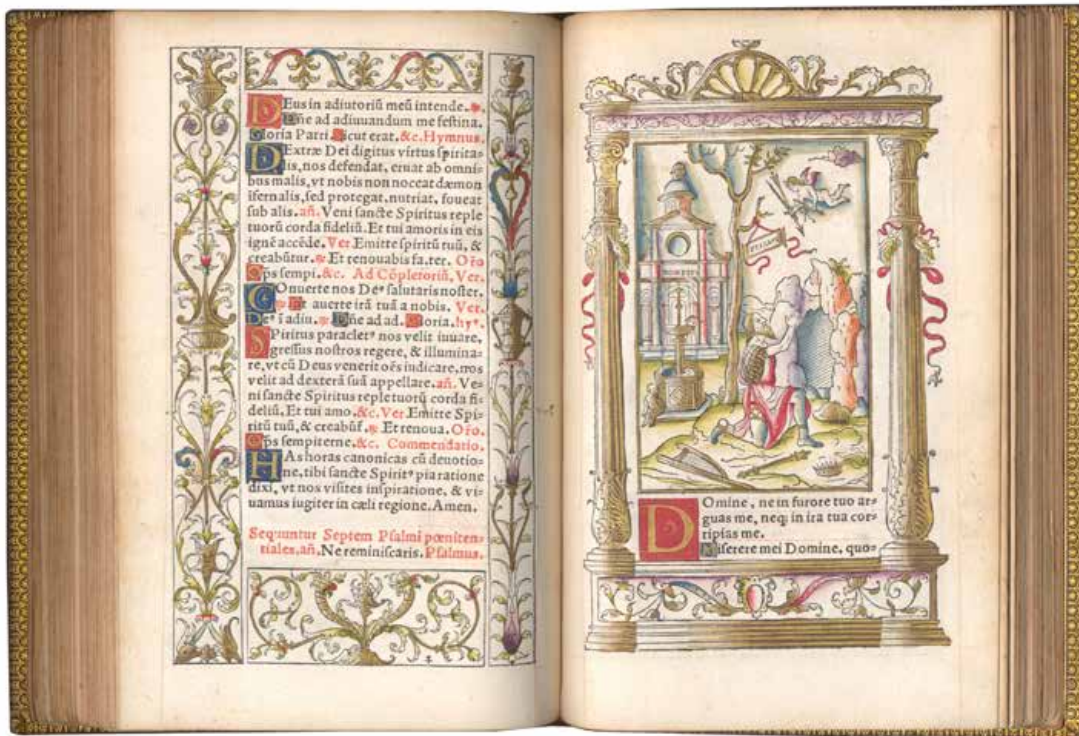 DEus in adiutoriū meū intende. ℟.
Dñe ad adiuuandum me festina.
Gloria Patri. Sicut erat. &c. Hymnus.
DExtræ Dei digitus virtus spirita-
lis, nos defendat, eruat ab omni-
bus malis, vt nobis non noceat dæmon
ifernalis, sed protegat, nutriat, foueat
sub alis. añ. Veni sancte Spiritus reple
tuorū corda fideliū. Et tui amoris in eis
ignē accēde. Ver. Emitte spiritū tuū, &
creabūtur. ℟ Et renouabis fa. ter. Oro
Ops sempi. &c. Ad Cōpletoriū, Ver.
COnuerte nos Deꝰ salutaris noster.
℟ Et auerte irā tuā a nobis. Ver.
Deꝰ ī adiu. ℟ Dñe ad ad. Gloria. hyꝰ.
SPiritus paracletꝰ nos velit iuuare,
gressus nostros regere, & illumina-
re, vt cū Deus venerit oēs iudicare, nos
velit ad dexterā suā appellare. añ. Ve-
ni sancte Spiritus reple tuorū corda fi-
deliū. Et tui amo. &c. Ver Emitte Spi-
ritū tuū, & creabūt. ℟ Et renoua. Oro.
Ops sempiterne. &c. Commendatio.
HAs horas canonicas cū deuotio-
ne, tibi sancte Spiritꝰ pia ratione
dixi, vt nos visites inspiratione, & vi-
uamus iugiter in cæli regione. Amen.
Sequuntur Septem Psalmi pœniten-
tiales. añ. Ne reminiscaris. Psalmus.
DOmine, ne in furore tuo ar-
guas me, neq; in ira tua cor-
ripias me.
Miserere mei Domine, quo-